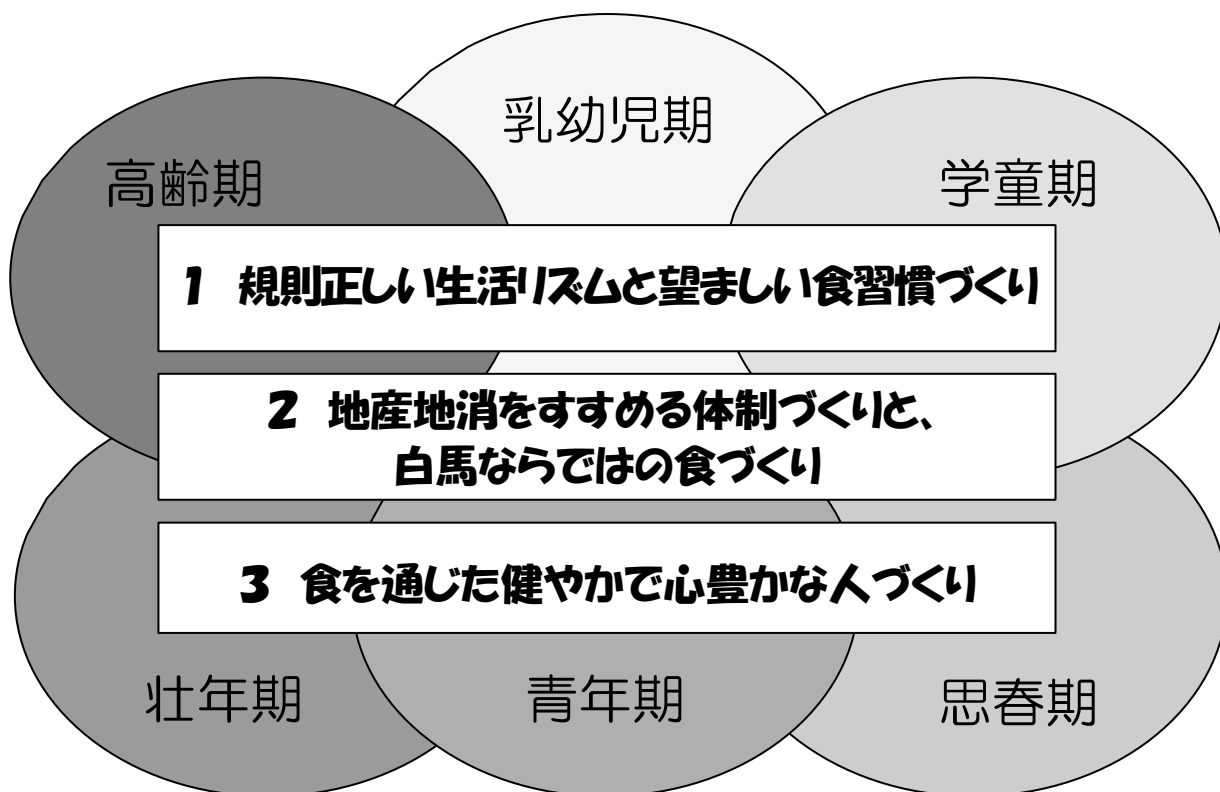 乳幼児期
高齢期
学童期
1 規則正しい生活リズムと望ましい食習慣づくり
2 地産地消をすすめる体制づくりと、
白馬ならではの食づくり
3 食を通じた健やかで心豊かな人づくり
壮年期
青年期
思春期